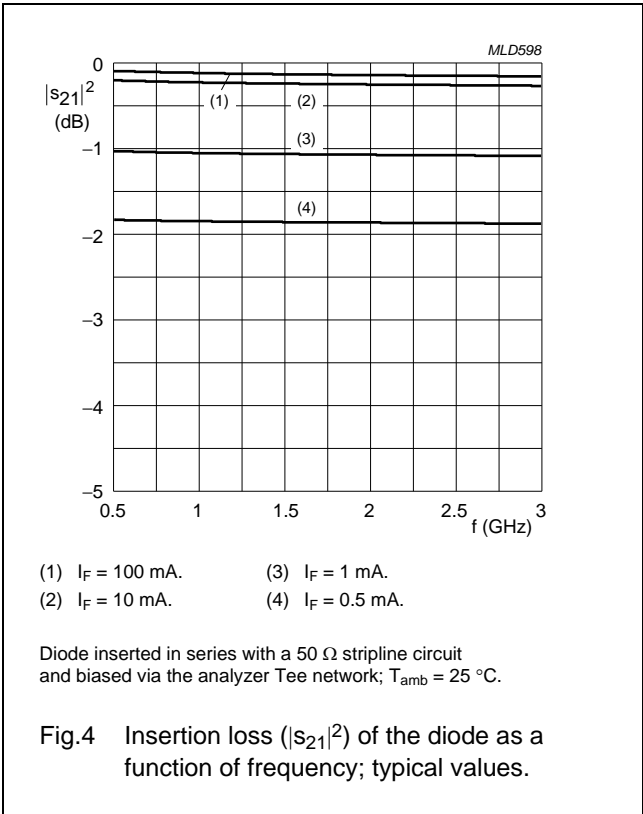 MLD598
0
|s21|2
(dB)
(1)
(2)
−1
(3)
(4)
−2
−3
−4
−5
0.5 1 1.5 2 2.5 3
f (GHz)
(1) IF = 100 mA. (3) IF = 1 mA.
(2) IF = 10 mA. (4) IF = 0.5 mA.
Diode inserted in series with a 50 Ω stripline circuit
and biased via the analyzer Tee network; Tamb = 25 °C.
Fig.4 Insertion loss (|s21|2) of the diode as a
function of frequency; typical values.